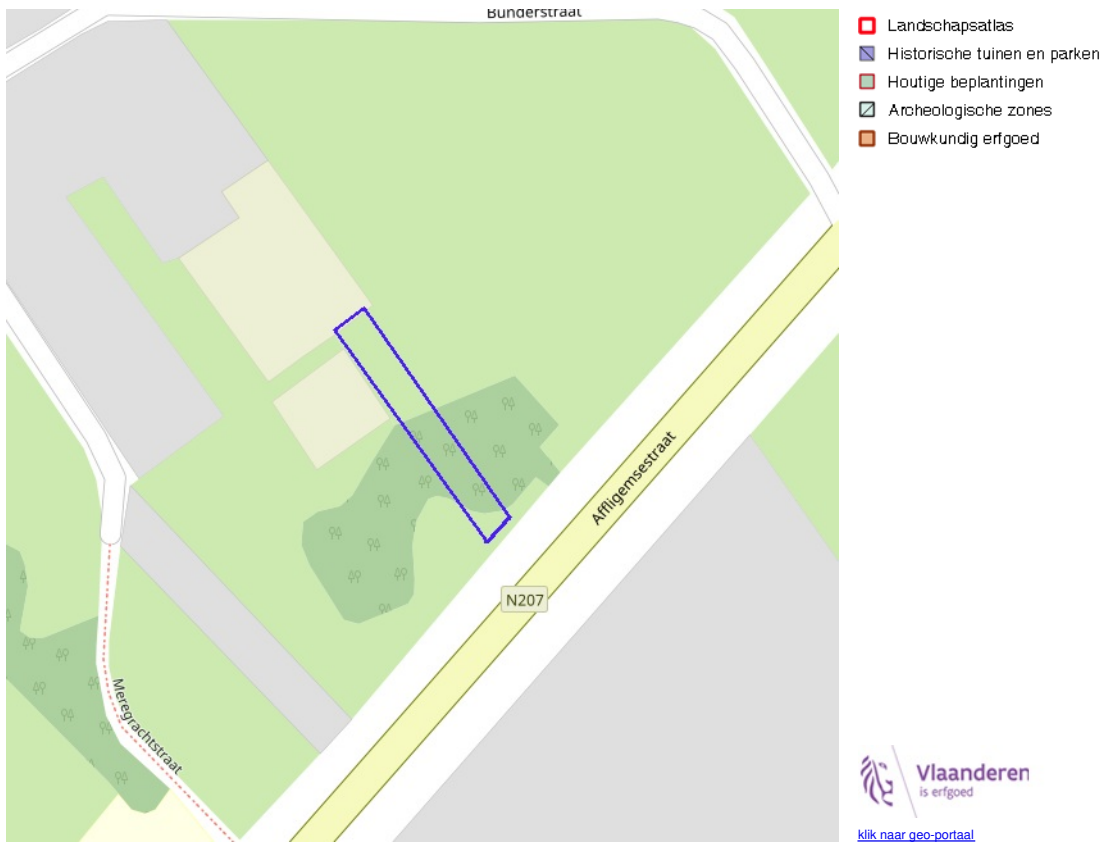 Bunderstraat
Affligemsestraat
N207
Meregrachtstraat
Landschapsatlas
Historische tuinen en parken
Houtige beplantingen
Archeologische zones
Bouwkundig erfgoed
Vlaanderen
is erfgoed
klik naar geo-portaal